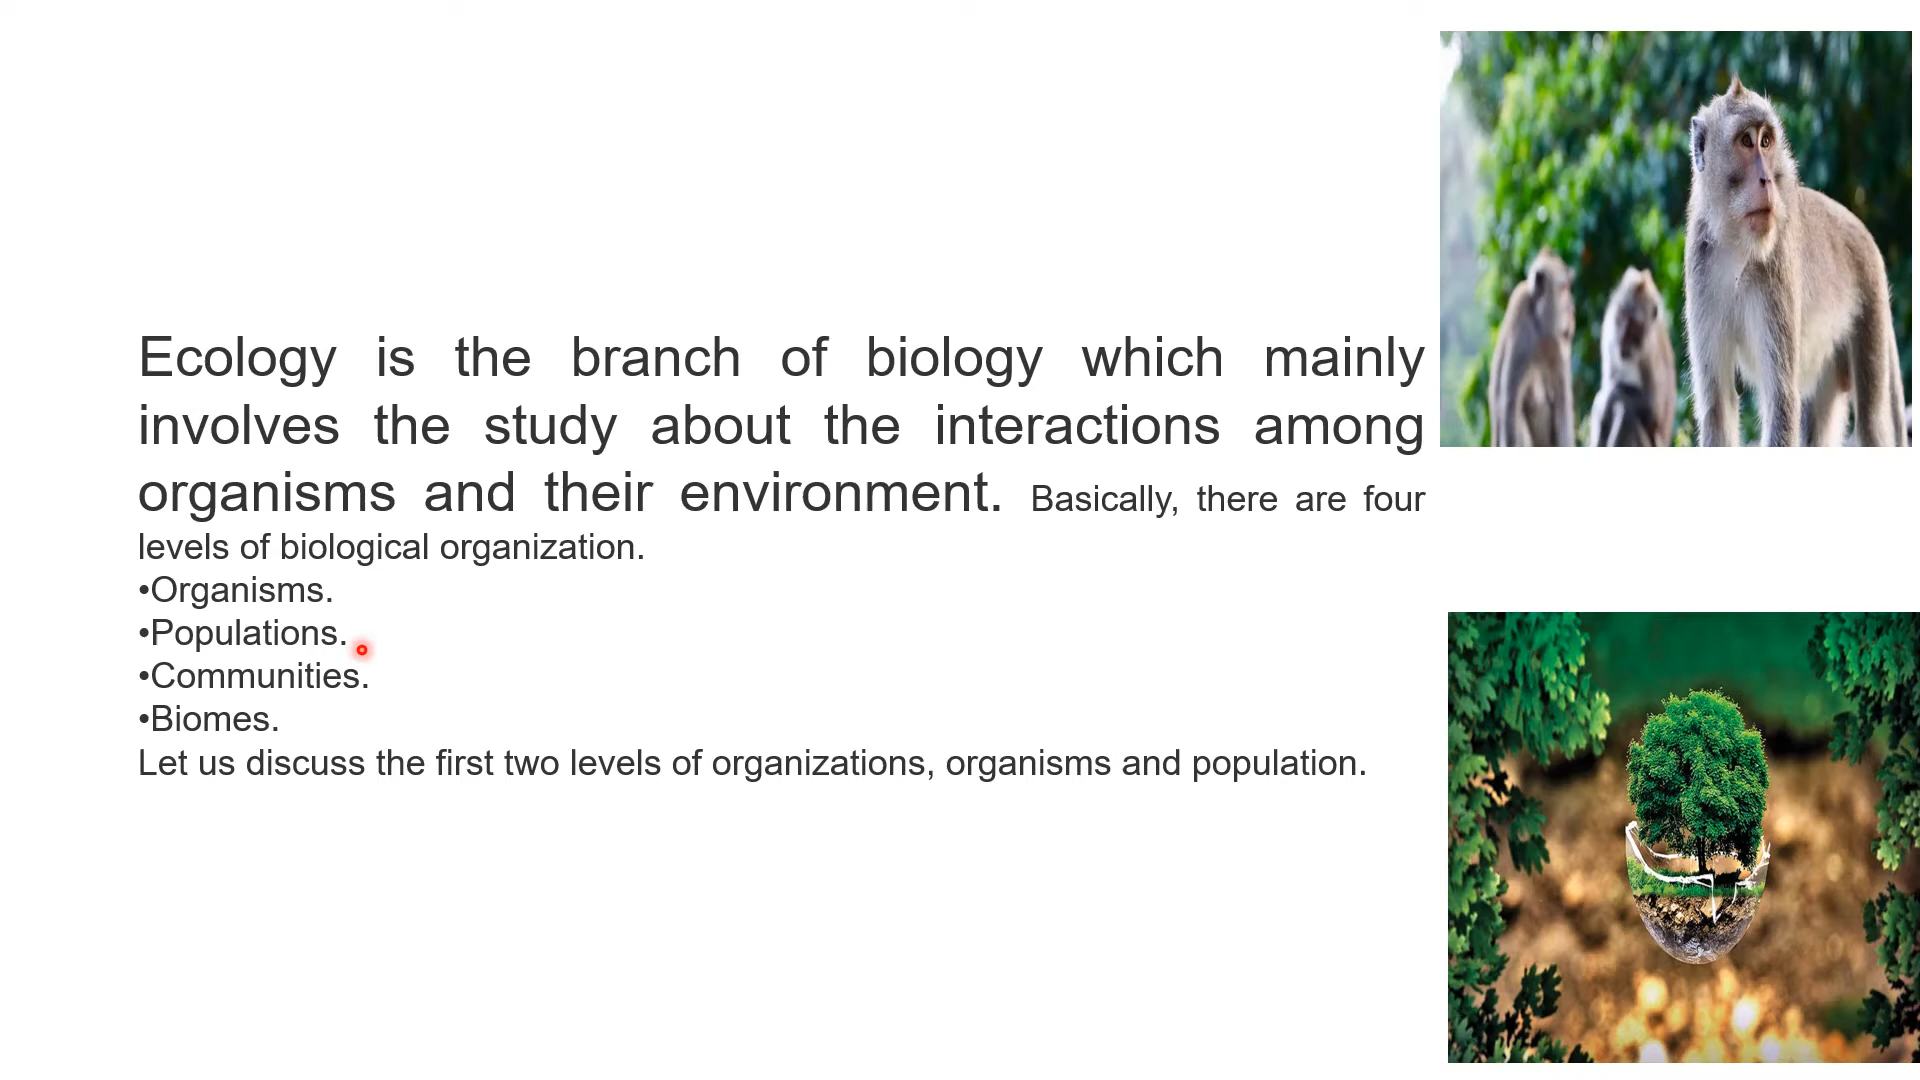 Ecology is the branch of biology which mainly
involves the study about the interactions among
organisms and their environment. Basically, there are four
levels of biological organization.
•Organisms.
•Populations.
•Communities.
•Biomes.
Let us discuss the first two levels of organizations, organisms and population.